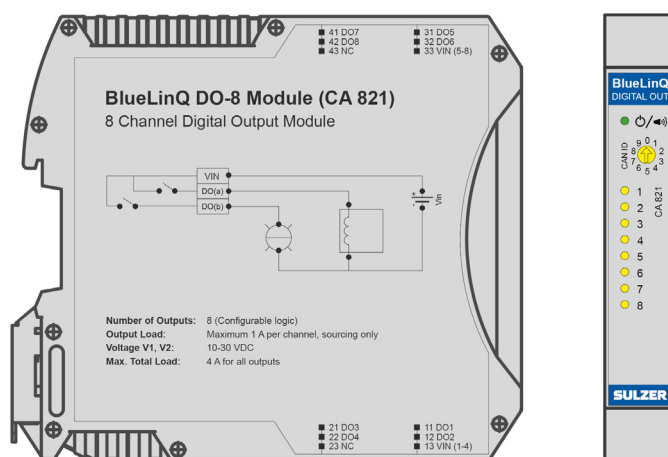 41 DO7
42 DO8
43 NC
31 DO5
32 DO6
33 VIN (5-8)
BlueLinQ DO-8 Module (CA 821)
8 Channel Digital Output Module
VIN
DO(a)
DO(b)
+
-
Vin
Number of Outputs: 8 (Configurable logic)
Output Load: Maximum 1 A per channel, sourcing only
Voltage V1, V2: 10-30 VDC
Max. Total Load: 4 A for all outputs
21 DO3
22 DO4
23 NC
11 DO1
12 DO2
13 VIN (1-4)
BlueLinQ
DIGITAL OUT
CAN ID
0
1
2
3
4
5
6
7
8
9
CA 821
1
2
3
4
5
6
7
8
SULZER